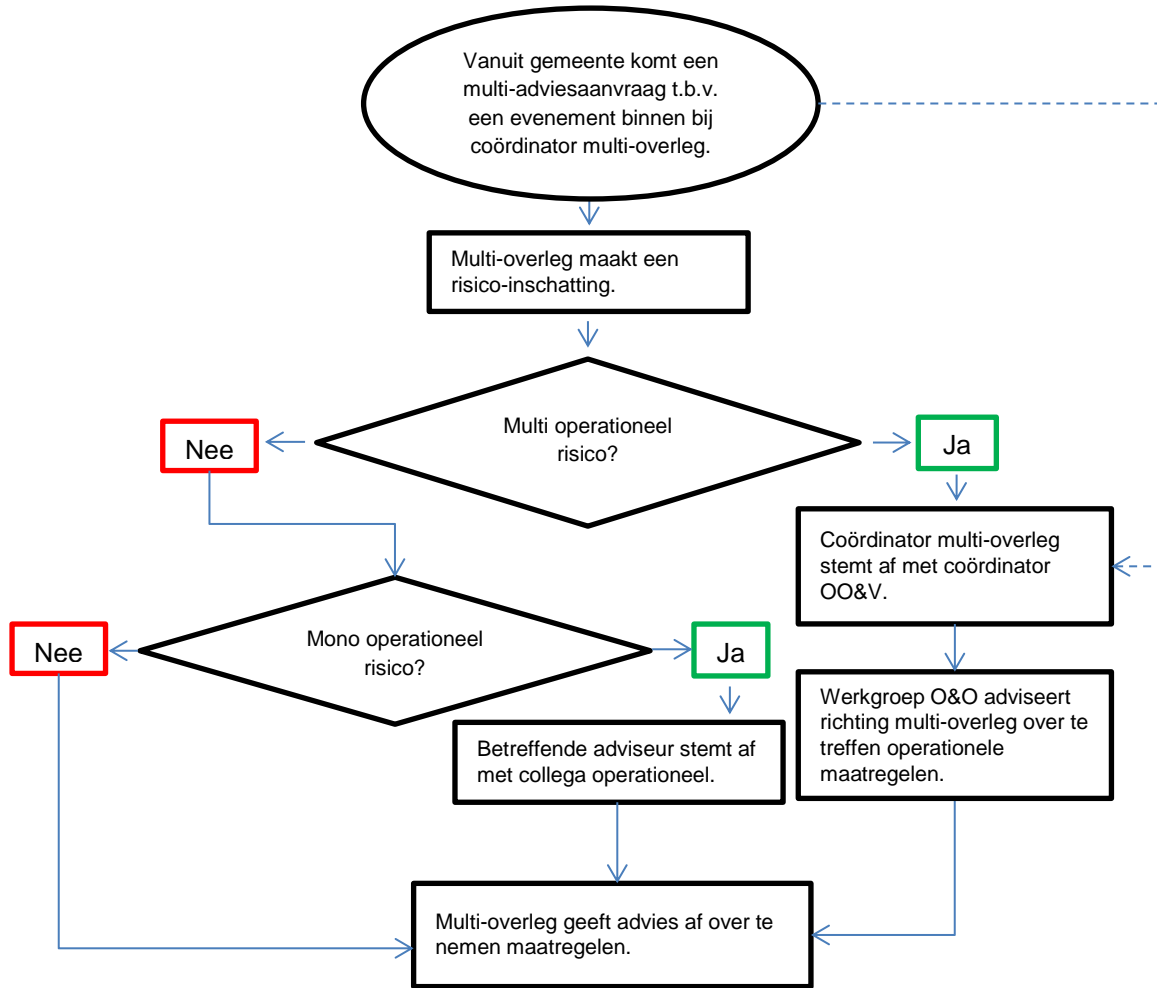 Vanuit gemeente komt een
multi-adviesaanvraag t.b.v.
een evenement binnen bij
coördinator multi-overleg.
Multi-overleg maakt een
risico-inschatting.
Multi operationeel
risico?
Nee
Ja
Coördinator multi-overleg
stemt af met coördinator
OO&V.
Mono operationeel
risico?
Nee
Ja
Werkgroep O&O adviseert
richting multi-overleg over te
treffen operationele
maatregelen.
Betreffende adviseur stemt af
met collega operationeel.
Multi-overleg geeft advies af over te
nemen maatregelen.